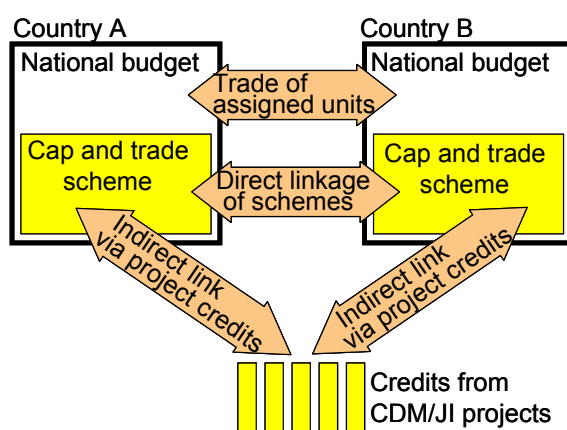 Country A
Country B
National budget
National budget
Trade of
assigned units
Cap and trade
scheme
Cap and trade
scheme
Direct linkage
of schemes
Indirect link
via project credits
Indirect link
via project credits
Credits from
CDM/JI projects